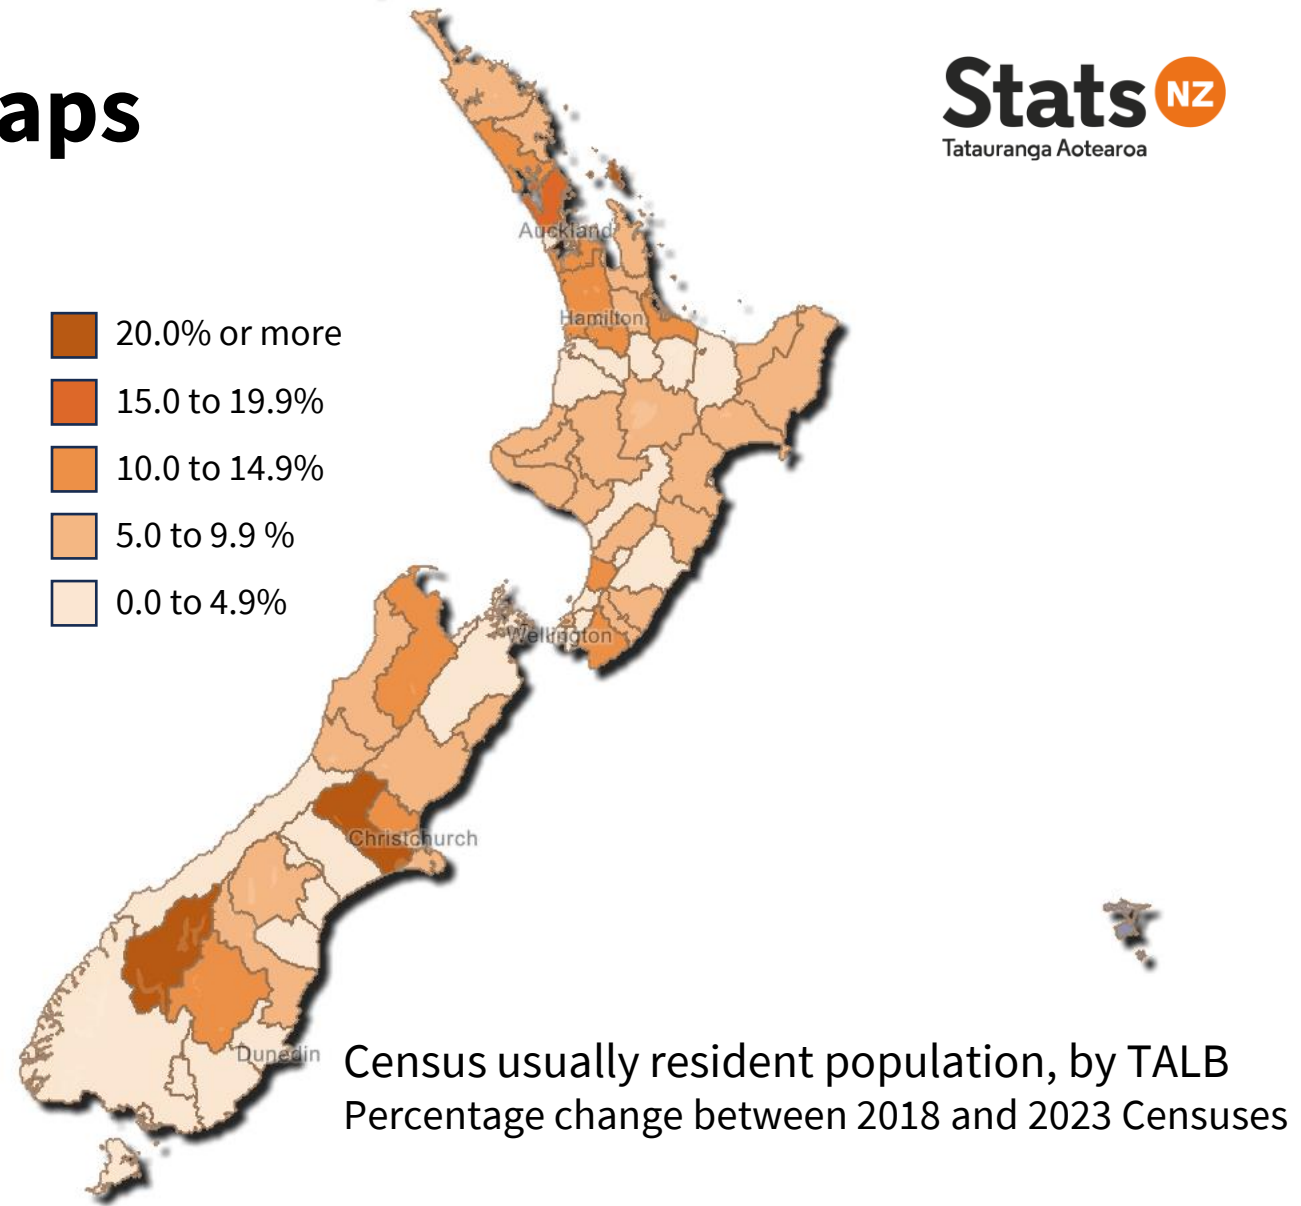 aps
Stats NZ
Tatauranga Aotearoa
Auckland
Hamilton
20.0% or more
15.0 to 19.9%
10.0 to 14.9%
5.0 to 9.9 %
0.0 to 4.9%
Wellington
Christchurch
Dunedin
Census usually resident population, by TALB
Percentage change between 2018 and 2023 Censuses